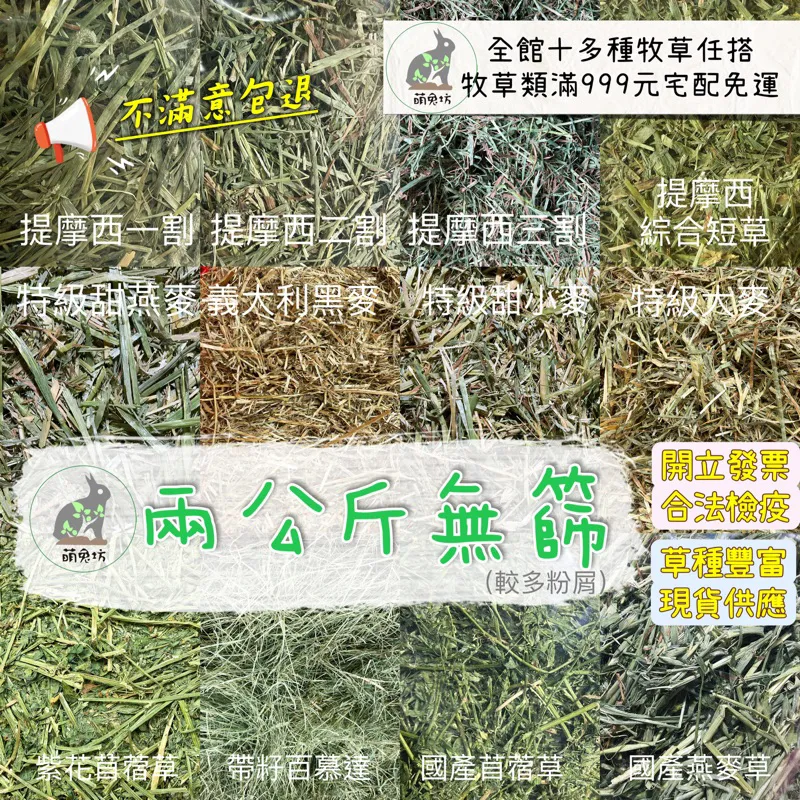 全館十多種牧草任搭
牧草類滿999元宅配免運
萌兔坊
不滿意包退
提摩西一割
提摩西二割
提摩西三割
提摩西
綜合短草
特級甜燕麥
義大利黑麥
特級甜小麥
特級大麥
兩公斤無篩
(較多粉屑)
萌兔坊
開立發票
合法檢疫
草種豐富
現貨供應
紫花苜蓿草
帶籽百慕達
國產苜蓿草
國產燕麥草